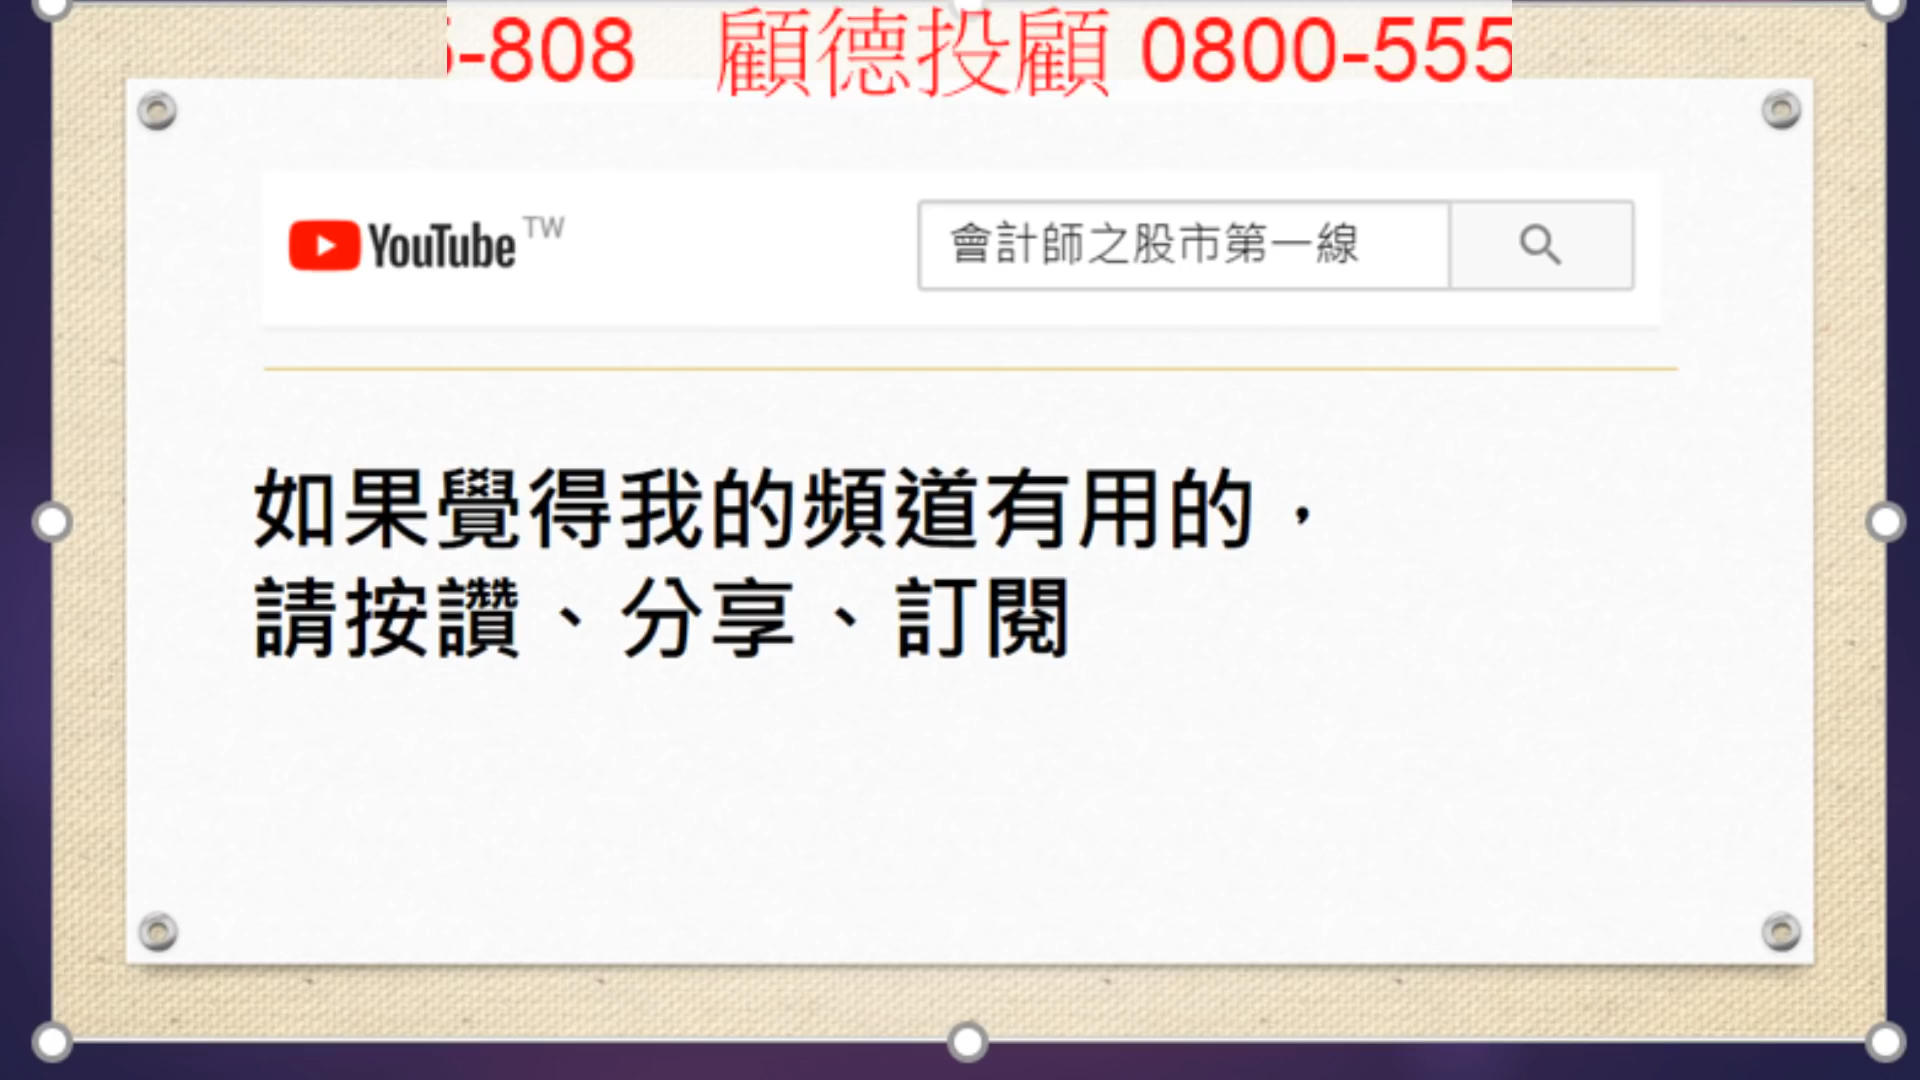 5-808 顧德投顧 0800-555
YouTube TW
會計師之股市第一線
如果覺得我的頻道有用的，
請按讚、分享、訂閱